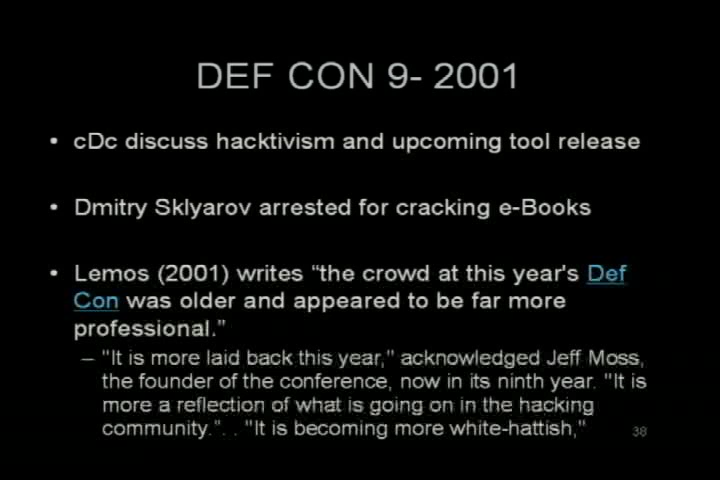 DEF CON 9- 2001
• cDc discuss hacktivism and upcoming tool release
• Dmitry Sklyarov arrested for cracking e-Books
• Lemos (2001) writes “the crowd at this year's Def
Con was older and appeared to be far more
professional.”
– "It is more laid back this year," acknowledged Jeff Moss,
the founder of the conference, now in its ninth year. "It is
more a reflection of what is going on in the hacking
community.". . "It is becoming more white-hattish,"
38